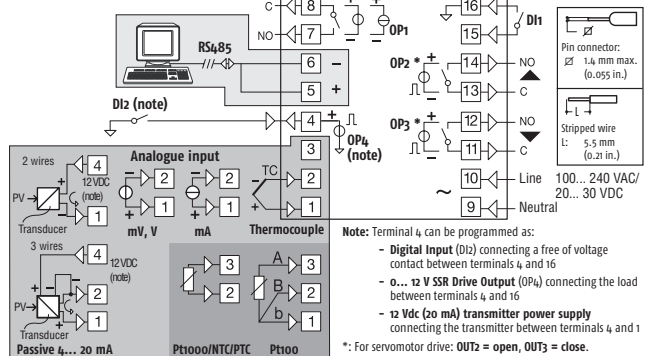 C 8 16
OP1
NO 7 15 DI1
RS485
6 –
5 +
OP2 * + 14 NO
– 13 C
Pin connector:
1.4 mm max.
(0.055 in.)
L
Stripped wire
L: 5.5 mm
(0.21 in.)
DI2 (note)
4 +
–
OP4
(note)
OP3 * + 12 NO
– 11 C
3
TC
– 2
+ 1
Thermocouple
~
10 Line
9 Neutral
100... 240 VAC/
20... 30 VDC
Analogue input
2 wires
4
12 VDC
(note)
PV
+
–
1
Transducer
– 2
+ 1
mV, V
– 2
+ 1
mA
3 wires
4
12 VDC
(note)
+
–
PV
2
1
Transducer
Passive 4... 20 mA
3
2
Pt1000/NTC/PTC
A 3
B 2
b 1
Pt100
Note: Terminal 4 can be programmed as:
- Digital Input (DI2) connecting a free of voltage
contact between terminals 4 and 16
- 0... 12 V SSR Drive Output (OP4) connecting the load
between terminals 4 and 16
- 12 Vdc (20 mA) transmitter power supply
connecting the transmitter between terminals 4 and 1
*: For servomotor drive: OUT2 = open, OUT3 = close.